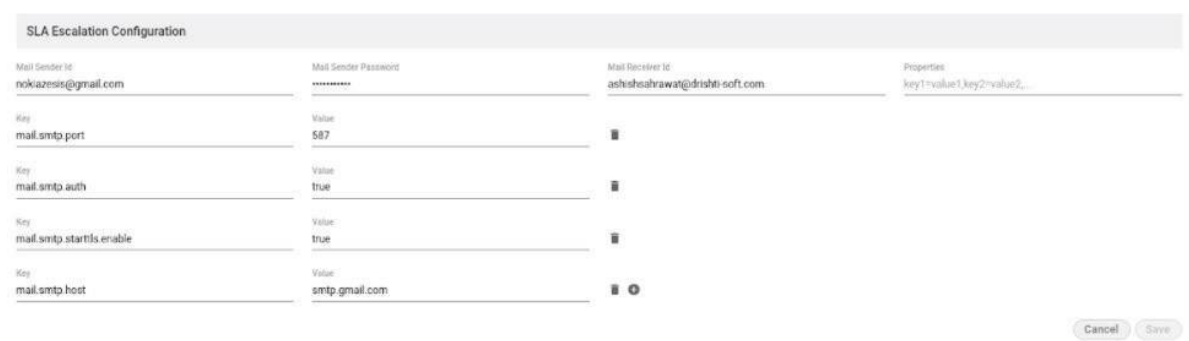 SLA Escalation Configuration
Mail Sender Id Mail Sender Password Mail Receiver Id Properties
nokiazesis@gmail.com ••••••••••• ashishsahrawat@drishti-soft.com key1=value1,key2=value2,...
Key Value
mail.smtp.port 587
Key Value
mail.smtp.auth true
Key Value
mail.smtp.starttls.enable true
Key Value
mail.smtp.host smtp.gmail.com
Cancel Save